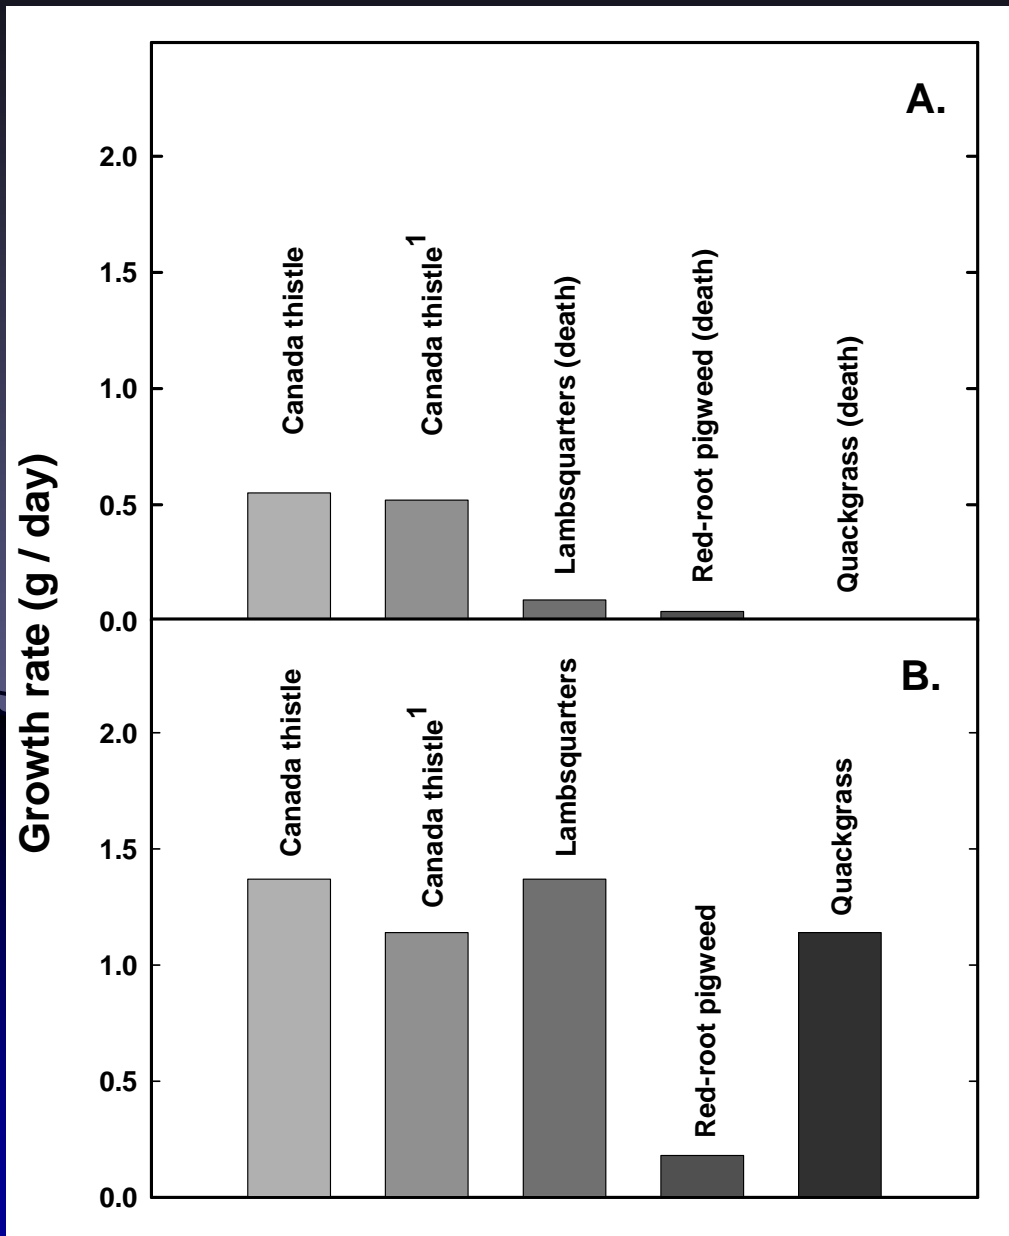 Growth rate (g / day)
A.
2.0
1.5
1.0
0.5
0.0
Canada thistle
Canada thistle1
Lambsquarters (death)
Red-root pigweed (death)
Quackgrass (death)
B.
2.0
1.5
1.0
0.5
0.0
Canada thistle
Canada thistle1
Lambsquarters
Red-root pigweed
Quackgrass